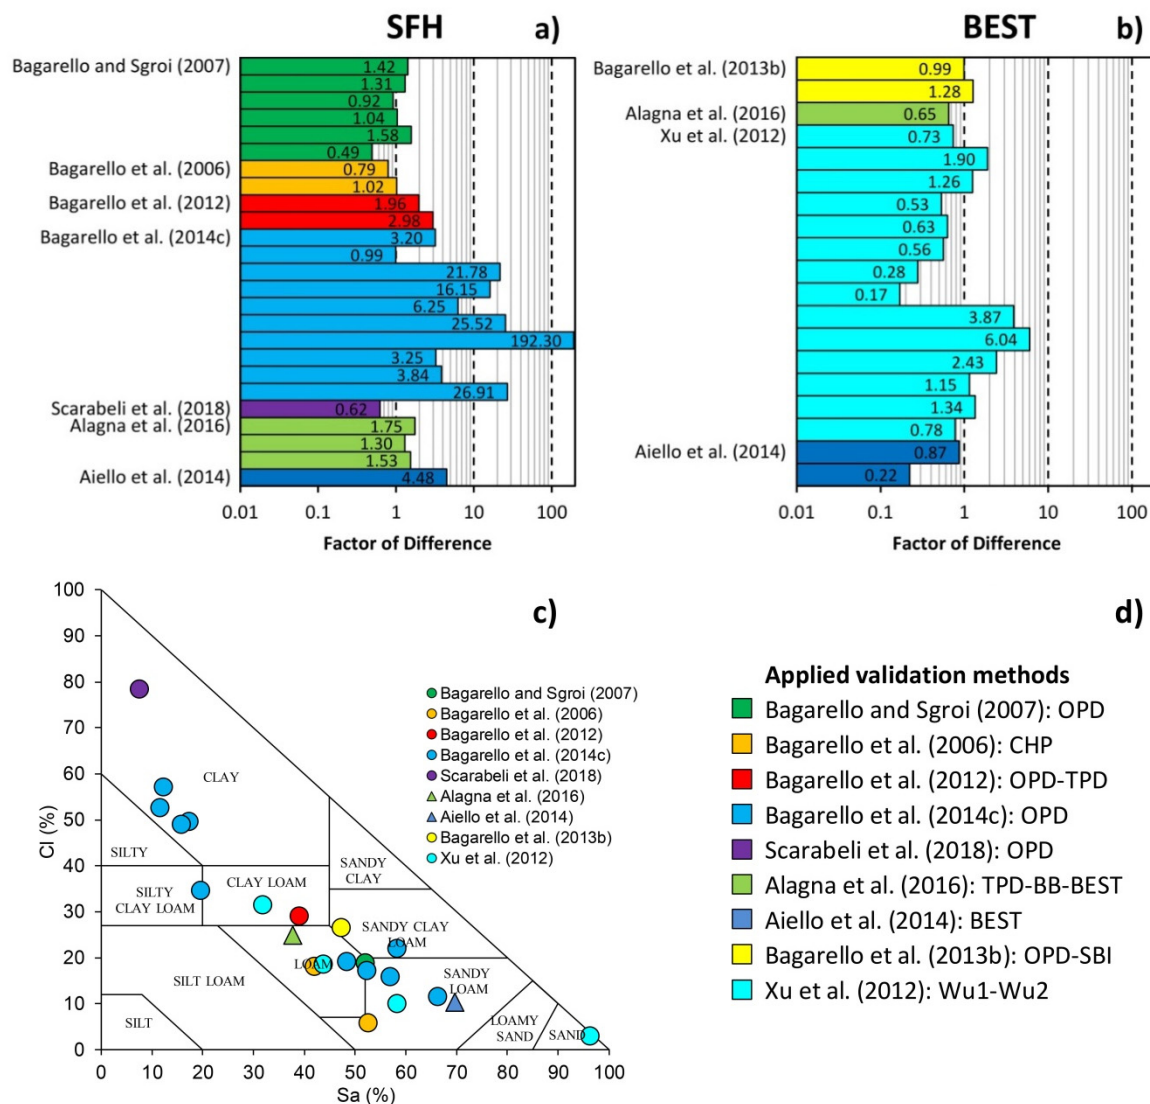 SFH
a)
Bagarello and Sgroi (2007)
1.42
1.31
0.92
1.04
1.58
0.49
Bagarello et al. (2006)
0.79
1.02
Bagarello et al. (2012)
1.96
2.98
Bagarello et al. (2014c)
3.20
0.99
21.78
16.15
6.25
25.52
192.30
3.25
3.84
26.91
Scarabeli et al. (2018)
0.62
Alagna et al. (2016)
1.75
1.30
1.53
Aiello et al. (2014)
4.48
0.01 0.1 1 10 100
Factor of Difference
BEST
b)
Bagarello et al. (2013b)
0.99
1.28
Alagna et al. (2016)
0.65
Xu et al. (2012)
0.73
1.90
1.26
0.53
0.63
0.56
0.28
0.17
3.87
6.04
2.43
1.15
1.34
0.78
Aiello et al. (2014)
0.87
0.22
0.01 0.1 1 10 100
Factor of Difference
c)
Cl (%)
100
90
80
70
60
50
40
30
20
10
0
CLAY
SILTY
SANDY
CLAY
SILTY
CLAY LOAM
CLAY LOAM
SANDY CLAY
LOAM
LOAM
SILT LOAM
SANDY
LOAM
SILT
LOAMY
SAND
SAND
0 10 20 30 40 50 60 70 80 90 100
Sa (%)
Bagarello and Sgroi (2007)
Bagarello et al. (2006)
Bagarello et al. (2012)
Bagarello et al. (2014c)
Scarabeli et al. (2018)
Alagna et al. (2016)
Aiello et al. (2014)
Bagarello et al. (2013b)
Xu et al. (2012)
d)
Applied validation methods
Bagarello and Sgroi (2007): OPD
Bagarello et al. (2006): CHP
Bagarello et al. (2012): OPD-TPD
Bagarello et al. (2014c): OPD
Scarabeli et al. (2018): OPD
Alagna et al. (2016): TPD-BB-BEST
Aiello et al. (2014): BEST
Bagarello et al. (2013b): OPD-SBI
Xu et al. (2012): Wu1-Wu2